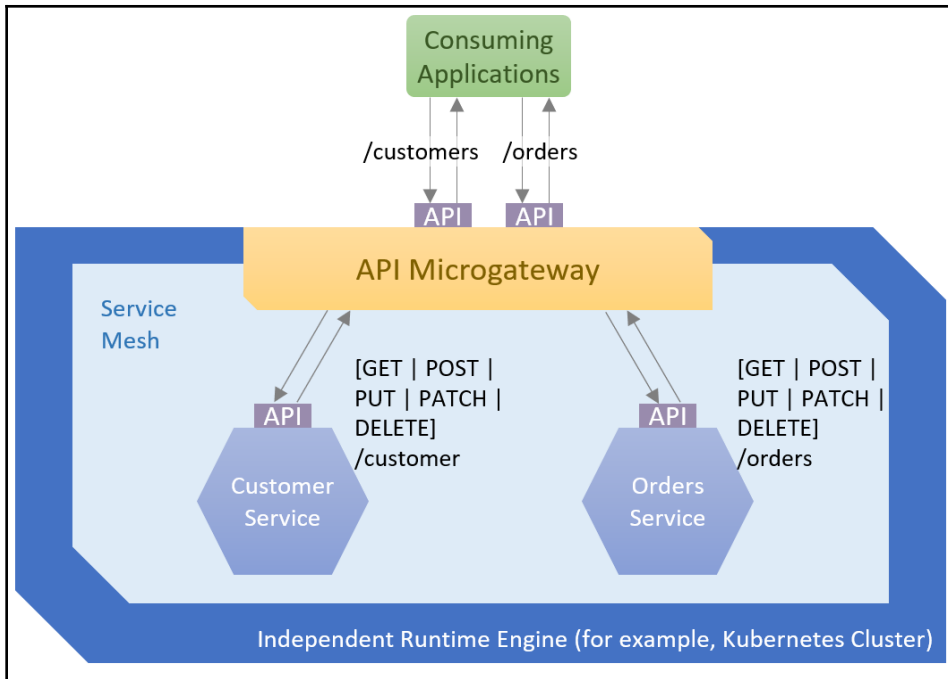 Consuming
Applications
/customers
/orders
API
API
API Microgateway
Service
Mesh
[GET | POST |
PUT | PATCH |
DELETE]
/customer
API
Customer
Service
[GET | POST |
PUT | PATCH |
DELETE]
/orders
API
Orders
Service
Independent Runtime Engine (for example, Kubernetes Cluster)